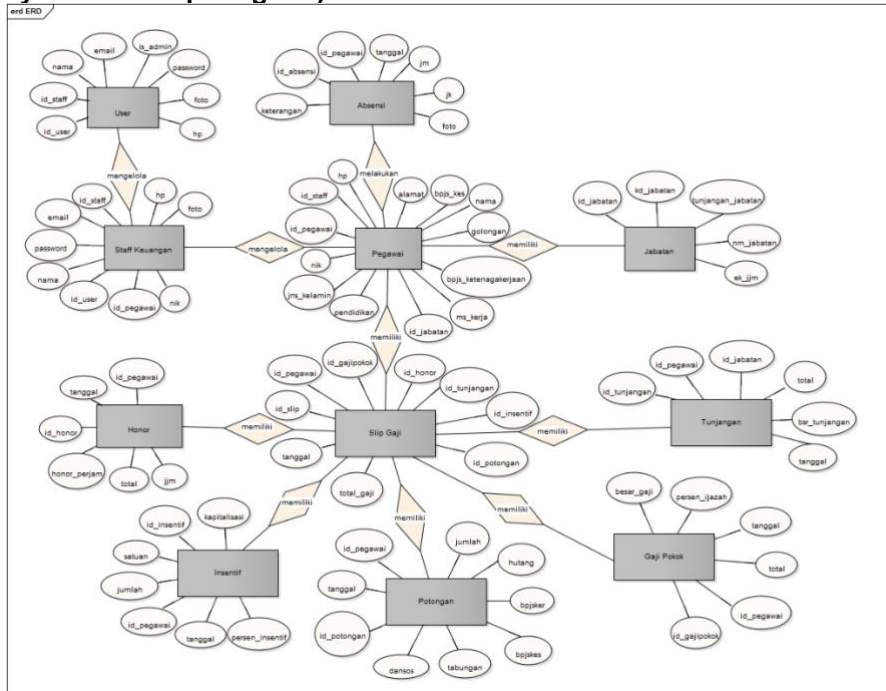 erd ERD
email
is_admin
nama
password
id_staff
foto
User
id_user
hp
id_pegawai
tanggal
id_absensi
jm
keterangan
jk
Absensi
foto
mengelola
melakukan
id_staff
hp
email
foto
password
Staff Keuangan
nama
id_user
id_pegawai
nik
mengelola
hp
alamat
bpjs_kes
id_staff
nama
id_pegawai
golongan
Pegawai
nik
bpjs_ketenagakerjaan
jns_kelamin
pendidikan
id_jabatan
ms_kerja
memiliki
id_jabatan
kd_jabatan
tunjangan_jabatan
nm_jabatan
Jabatan
ek_jjm
memiliki
id_pegawai
tanggal
id_honor
Honor
honor_perjam
total
jjm
memiliki
id_gajipokok
id_honor
id_pegawai
id_tunjangan
id_slip
id_insentif
Slip Gaji
tanggal
id_potongan
total_gaji
memiliki
id_jabatan
id_pegawai
total
id_tunjangan
Tunjangan
bsr_tunjangan
tanggal
memiliki
memiliki
memiliki
kapitalisasi
id_insentif
satuan
jumlah
Insentif
id_pegawai
tanggal
persen_insentif
jumlah
id_pegawai
hutang
tanggal
Potongan
bpjsker
id_potongan
bpjskes
dansos
tabungan
besar_gaji
persen_ijazah
tanggal
Gaji Pokok
total
id_pegawai
id_gajipokok